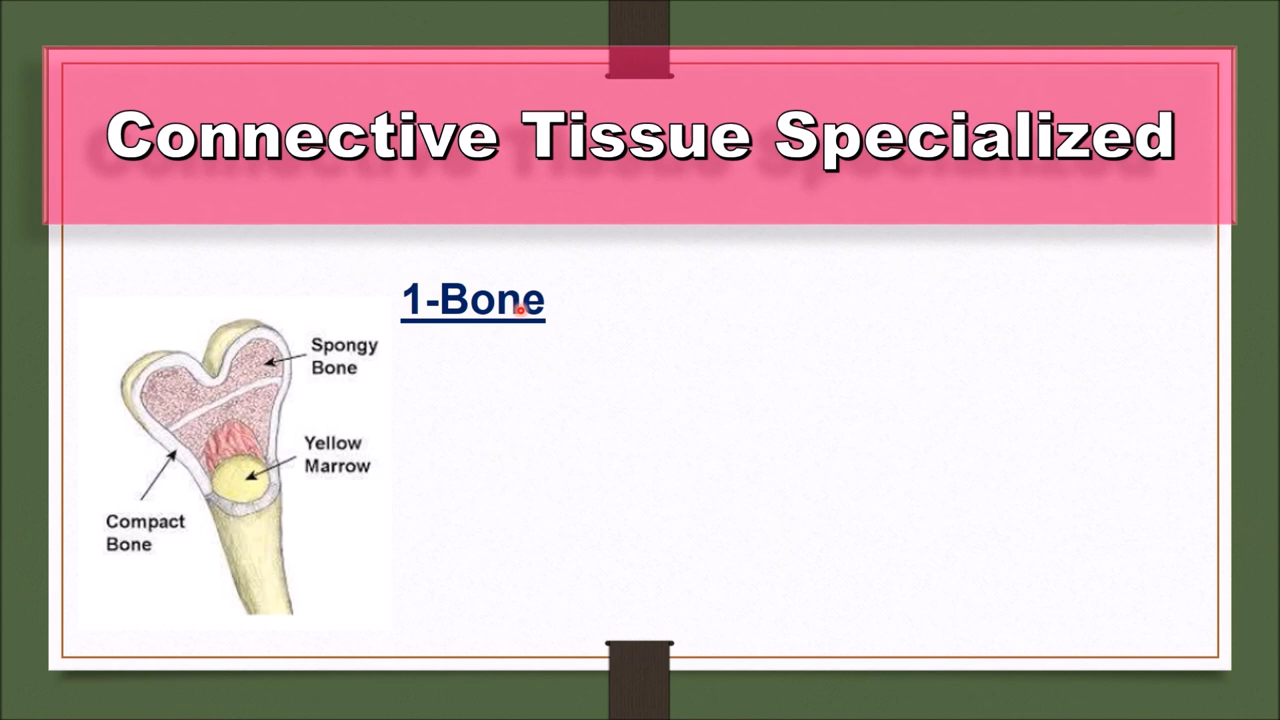 Connective Tissue Specialized
1-Bone
Spongy
Bone
Yellow
Marrow
Compact
Bone